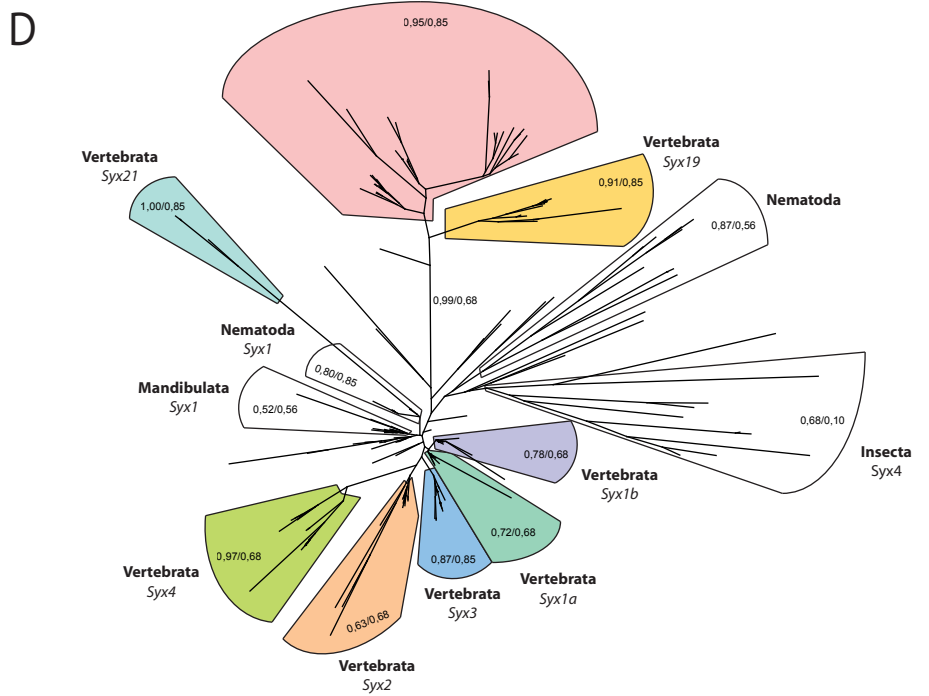 D
0,95/0,85
Vertebrata
Syx19
0,91/0,85
Vertebrata
Syx21
1,00/0,85
Nematoda
0,87/0,56
0,99/0,68
Nematoda
Syx1
0,80/0,85
Mandibulata
Syx1
0,52/0,56
0,68/0,10
Insecta
Syx4
0,78/0,68
Vertebrata
Syx1b
0,72/0,68
Vertebrata
Syx1a
0,87/0,85
Vertebrata
Syx3
0,97/0,68
Vertebrata
Syx4
0,63/0,68
Vertebrata
Syx2